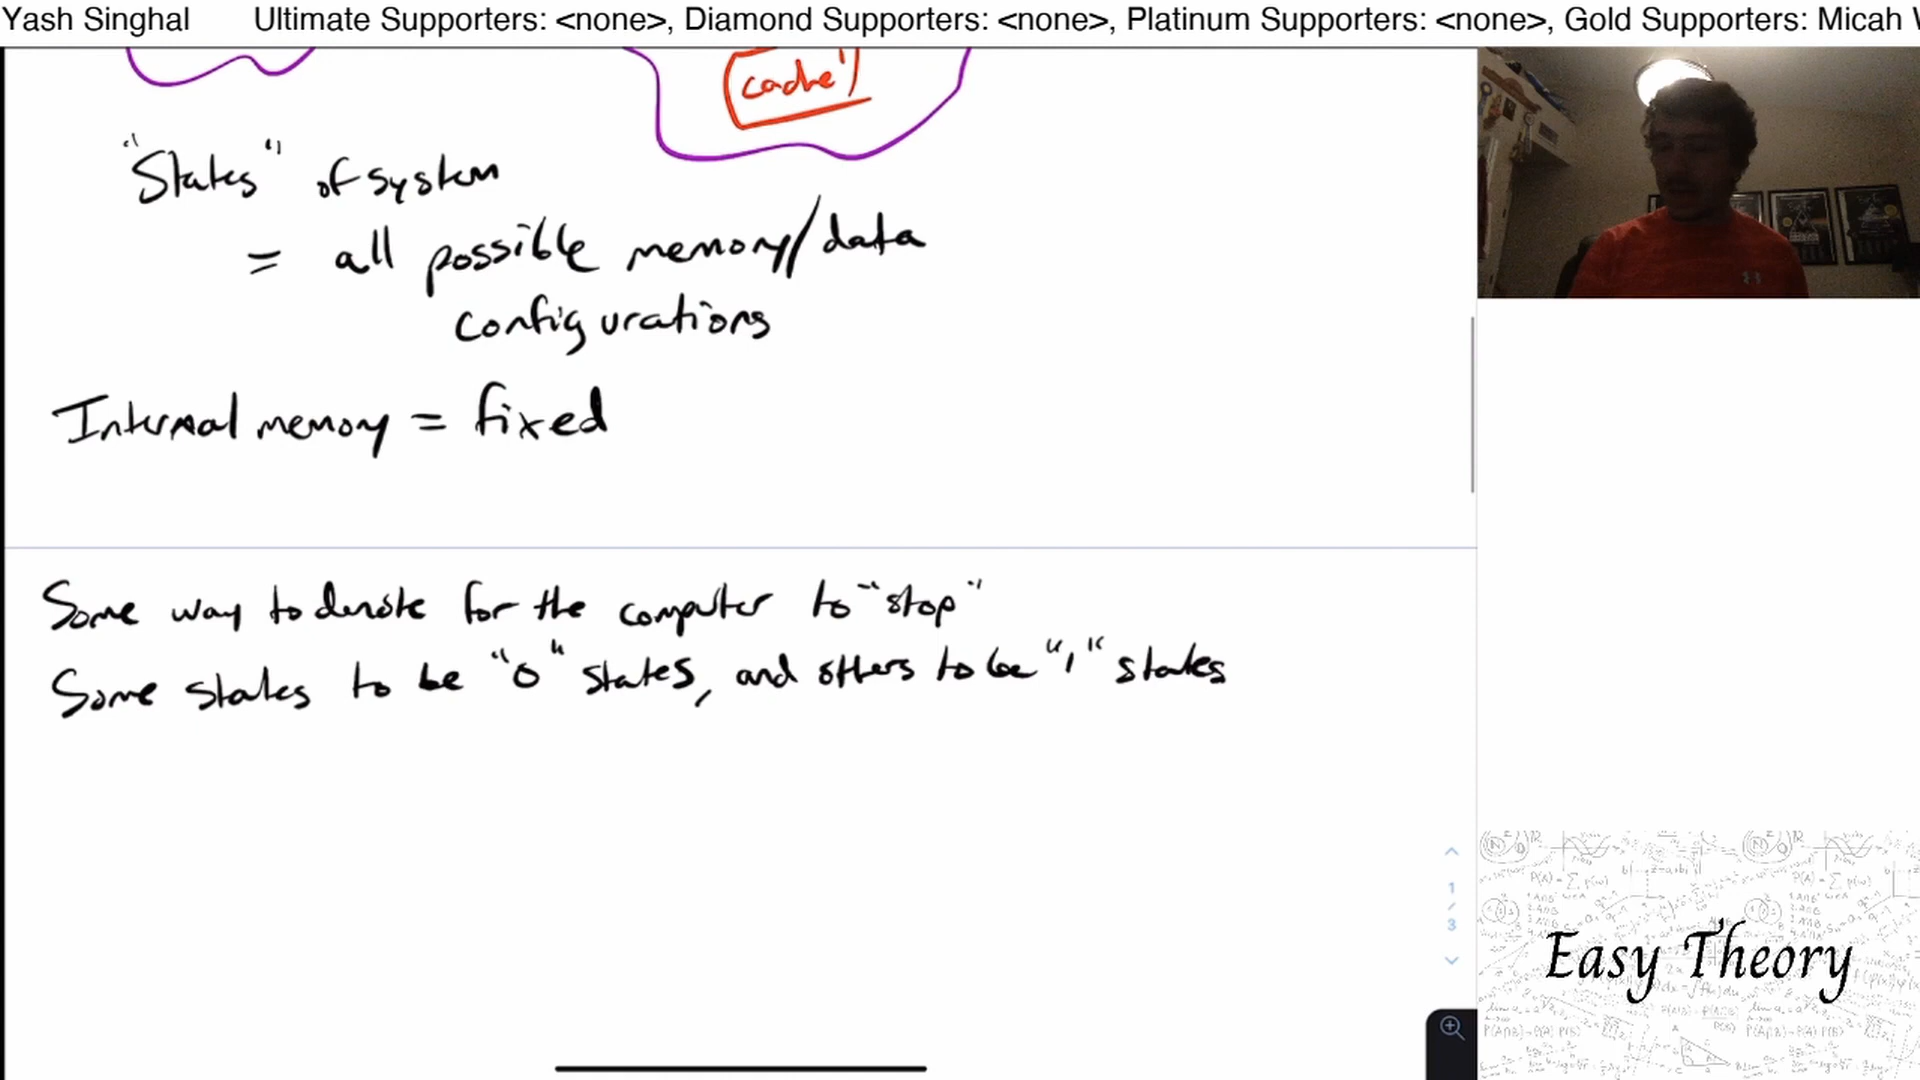 Yash Singhal Ultimate Supporters: <none>, Diamond Supporters: <none>, Platinum Supporters: <none>, Gold Supporters: Micah
cache
"States" of system
= all possible memory/data
configurations
Internal memory = fixed
Some way to denote for the computer to "stop"
Some states to be "0" states, and others to be "1" states
1
/
3
Easy Theory